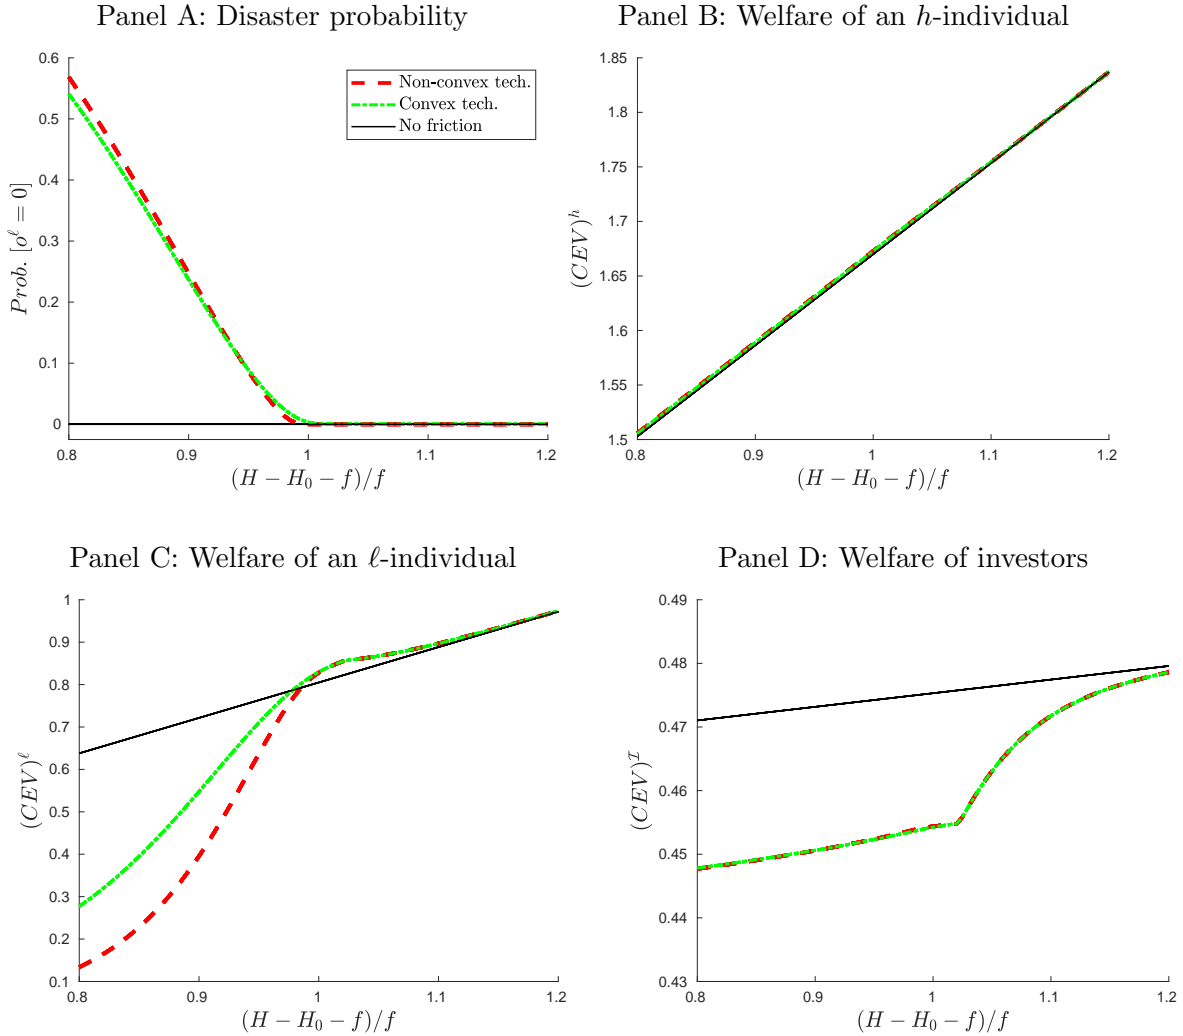 Panel A: Disaster probability
0.6
0.5
0.4
0.3
0.2
0.1
0
Prob. [o^ℓ = 0]
Non-convex tech.
Convex tech.
No friction
0.8 0.9 1 1.1 1.2
(H − H₀ − f)/f
Panel B: Welfare of an h-individual
1.85
1.8
1.75
1.7
1.65
1.6
1.55
1.5
(CEV)^h
0.8 0.9 1 1.1 1.2
(H − H₀ − f)/f
Panel C: Welfare of an ℓ-individual
1
0.9
0.8
0.7
0.6
0.5
0.4
0.3
0.2
0.1
(CEV)^ℓ
0.8 0.9 1 1.1 1.2
(H − H₀ − f)/f
Panel D: Welfare of investors
0.49
0.48
0.47
0.46
0.45
0.44
0.43
(CEV)^ℐ
0.8 0.9 1 1.1 1.2
(H − H₀ − f)/f